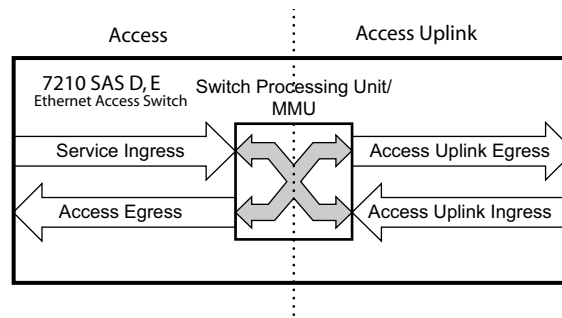 Access
Access Uplink
7210 SAS D, E
Ethernet Access Switch
Switch Processing Unit/
MMU
Service Ingress
Access Uplink Egress
Access Egress
Access Uplink Ingress